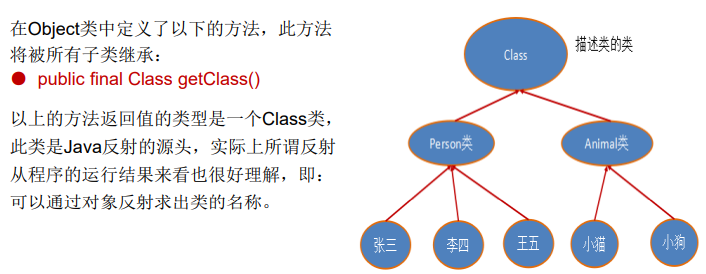 在Object类中定义了以下的方法，此方法
将被所有子类继承：
● public final Class getClass()
以上的方法返回值的类型是一个Class类，
此类是Java反射的源头，实际上所谓反射
从程序的运行结果来看也很好理解，即：
可以通过对象反射求出类的名称。
Class
描述类的类
Person类
Animal类
张三
李四
王五
小猫
小狗